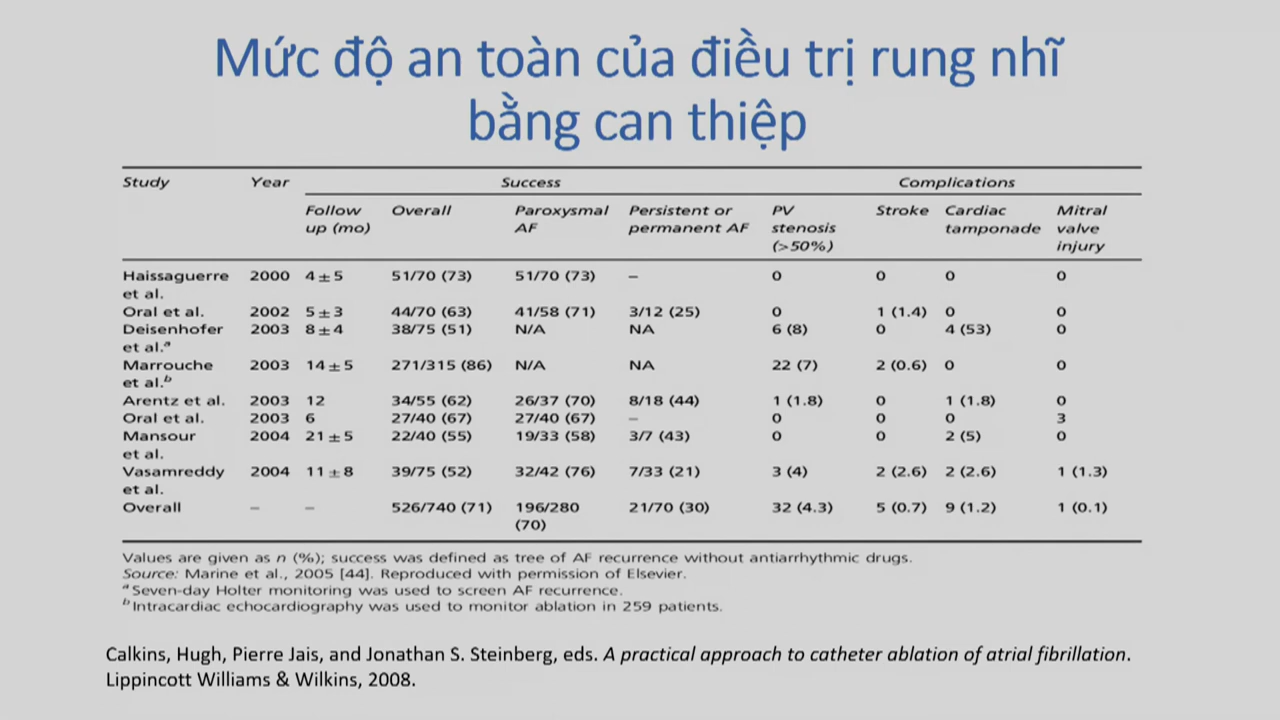 Mức độ an toàn của điều trị rung nhĩ
bằng can thiệp
Study Year Success Complications
Follow up (mo) Overall Paroxysmal AF Persistent or permanent AF PV stenosis (>50%) Stroke Cardiac tamponade Mitral valve injury
Haissaguerre et al. 2000 4±5 51/70 (73) 51/70 (73) – 0 0 0 0
Oral et al. 2002 5±3 44/70 (63) 41/58 (71) 3/12 (25) 0 1 (1.4) 0 0
Deisenhofer et al.ᵃ 2003 8±4 38/75 (51) N/A NA 6 (8) 0 4 (53) 0
Marrouche et al.ᵇ 2003 14±5 271/315 (86) N/A NA 22 (7) 2 (0.6) 0 0
Arentz et al. 2003 12 34/55 (62) 26/37 (70) 8/18 (44) 1 (1.8) 0 1 (1.8) 0
Oral et al. 2003 6 27/40 (67) 27/40 (67) – 0 0 0 3
Mansour et al. 2004 21±5 22/40 (55) 19/33 (58) 3/7 (43) 0 0 2 (5) 0
Vasamreddy et al. 2004 11±8 39/75 (52) 32/42 (76) 7/33 (21) 3 (4) 2 (2.6) 2 (2.6) 1 (1.3)
Overall – – 526/740 (71) 196/280 (70) 21/70 (30) 32 (4.3) 5 (0.7) 9 (1.2) 1 (0.1)
Values are given as n (%); success was defined as tree of AF recurrence without antiarrhythmic drugs.
Source: Marine et al., 2005 [44]. Reproduced with permission of Elsevier.
ᵃ Seven-day Holter monitoring was used to screen AF recurrence.
ᵇ Intracardiac echocardiography was used to monitor ablation in 259 patients.
Calkins, Hugh, Pierre Jais, and Jonathan S. Steinberg, eds. A practical approach to catheter ablation of atrial fibrillation.
Lippincott Williams & Wilkins, 2008.